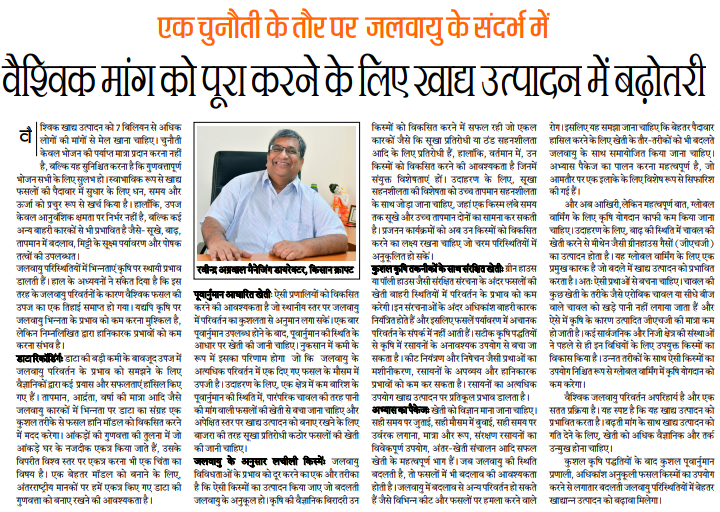 एक चुनौती के तौर पर जलवायु के संदर्भ में
वैश्विक मांग को पूरा करने के लिए खाद्य उत्पादन में बढ़ोतरी
वैश्विक खाद्य उत्पादन को 7 बिलियन से अधिक
लोगों की मांगों से मेल खाना चाहिए। चुनौती
केवल भोजन की पर्याप्त मात्रा प्रदान करना नहीं
है, बल्कि यह सुनिश्चित करना है कि गुणवत्तापूर्ण
भोजन सभी के लिए सुलभ हो। स्वाभाविक रूप से खाद्य
फसलों की पैदावार में सुधार के लिए धन, समय और
ऊर्जा को प्रचुर रूप से खर्च किया है। हालाँकि, उपज
केवल आनुवंशिक क्षमता पर निर्भर नहीं है, बल्कि कई
अन्य बाहरी कारकों से भी प्रभावित है जैसे- सूखे, बाढ़,
तापमान में बदलाव, मिट्टी के सूक्ष्म पर्यावरण और पोषक
तत्वों की उपलब्धता।
जलवायु परिस्थितियों में भिन्नताएं कृषि पर स्थायी प्रभाव
डालती हैं। हाल के अध्ययनों ने संकेत दिया है कि इस
तरह के जलवायु परिवर्तनों के कारण वैश्विक फसल की
उपज का एक तिहाई समाप्त हो गया। यद्यपि कृषि पर
जलवायु भिन्नता के प्रभाव को कम करना मुश्किल है,
लेकिन निम्नलिखित द्वारा हानिकारक प्रभावों को कम
करना संभव है।
डाटा रिकॉर्डिंगः डाटा की बड़ी कमी के बावजूद उपज में
जलवायु परिवर्तन के प्रभाव को समझने के लिए
वैज्ञानिकों द्वारा कई प्रयास और सफलताएं हासिल किए
गए हैं। तापमान, आर्द्रता, वर्षा की मात्रा आदि जैसे
जलवायु कारकों में भिन्नता पर डाटा का संग्रह एक
कुशल तरीके से फसल हानि मॉडल को विकसित करने
में मदद करेगा। आंकड़ों की गुणवत्ता की तुलना में जो
आंकड़े घर के नजदीक एकत्र किया जाते हैं, उसके
विपरीत विश्व स्तर पर एकत्र करना भी एक चिंता का
विषय है। एक बेहतर मॉडल को बनाने के लिए,
अंतरराष्ट्रीय मानकों पर हमें एकत्र किए गए डाटा की
गुणवत्ता को बनाए रखने की आवश्यकता है।
रवीन्द्र अग्रवाल मैनेजिंग डायरेक्टर, किसान क्राफ्ट
पूर्वानुमान आधारित खेतीः ऐसी प्रणालियों को विकसित
करने की आवश्यकता है जो स्थानीय स्तर पर जलवायु
में परिवर्तन का कुशलता से अनुमान लगा सके। एक बार
पूर्वानुमान उपलब्ध होने के बाद, पूर्वानुमान की स्थिति के
आधार पर खेती की जानी चाहिए। नुकसान में कमी के
रूप में इसका परिणाम होगा जो कि जलवायु के
अत्यधिक परिवर्तन में एक दिए गए फसल के मौसम में
उपजी है। उदाहरण के लिए, एक क्षेत्र में कम बारिश के
पूर्वानुमान की स्थिति में, पारंपरिक चावल की तरह पानी
की मांग वाली फसलों की खेती से बचा जाना चाहिए और
अपेक्षित स्तर पर खाद्य उत्पादन को बनाए रखने के लिए
बाजरा की तरह सूखा प्रतिरोधी कठोर फसलों की खेती
की जानी चाहिए।
जलवायु के अनुसार लचीली किस्मेंः जलवायु
विविधताओं के प्रभाव को दूर करने का एक और तरीका
है कि ऐसी किस्मों का उत्पादन किया जाए जो बदलती
जलवायु के अनुकूल हो। कृषि की वैज्ञानिक बिरादरी उन
किस्मों को विकसित करने में सफल रही जो एकल
कारकों जैसे कि सूखा प्रतिरोधी या ठंड सहनशीलता
आदि के लिए प्रतिरोधी हैं, हालांकि, वर्तमान में, उन
किस्मों को विकसित करने की आवश्यकता है जिनमें
संयुक्त विशेषताएं हों। उदाहरण के लिए, सूखा
सहनशीलता की विशेषता को उच्च तापमान सहनशीलता
के साथ जोड़ा जाना चाहिए, जहां एक किस्म लंबे समय
तक सूखे और उच्च तापमान दोनों का सामना कर सकती
है। प्रजनन कार्यक्रमों को अब उन किस्मों को विकसित
करने का लक्ष्य रखना चाहिए जो चरम परिस्थितियों में
अनुकूलित हो सकें।
कुशल कृषि तकनीकों के साथ संरक्षित खेतीः ग्रीन हाउस
या पॉली हाउस जैसी संरक्षित संरचना के अंदर फसलों की
खेती बाहरी स्थितियों में परिवर्तन के प्रभाव को कम
करेगी। इन संरचनाओं के अंदर अधिकांश बाहरी कारक
नियंत्रित होते हैं और इसलिए फसलें पर्यावरण में अचानक
परिवर्तन के संपर्क में नहीं आती हैं। सटीक कृषि पद्धतियों
से कृषि में रसायनों के अनावश्यक उपयोग से बचा जा
सकता है। कीट नियंत्रण और निषेचन जैसी प्रथाओं का
मशीनीकरण, रसायनों के अपव्यय और हानिकारक
प्रभावों को कम कर सकता है। रसायनों का अत्यधिक
उपयोग खाद्य उत्पादन पर प्रतिकूल प्रभाव डालता है।
अभ्यास का पैकेजः खेती को विज्ञान माना जाना चाहिए।
सही समय पर जुताई, सही मौसम में बुवाई, सही समय पर
उर्वरक लगाना, मात्रा और रूप, संरक्षण रसायनों का
विवेकपूर्ण उपयोग, अंतर-खेती संचालन आदि सफल
खेती के महत्वपूर्ण भाग हैं। जब जलवायु की स्थिति
बदलती है, तो फसलों में भी बदलाव की आवश्यकता
होती है। जलवायु में बदलाव से अन्य परिवर्तन हो सकते
हैं जैसे विभिन्न कीट और फसलों पर हमला करने वाले
रोग। इसलिए यह समझा जाना चाहिए कि बेहतर पैदावार
हासिल करने के लिए खेती के तौर-तरीकों को भी बदलते
जलवायु के साथ समायोजित किया जाना चाहिए।
अभ्यास पैकेज का पालन करना महत्वपूर्ण है, जो
आमतौर पर एक इलाके के लिए विशेष रूप से सिफारिश
की गई हैं।
और अब आखिरी, लेकिन महत्वपूर्ण बात, ग्लोबल
वार्मिंग के लिए कृषि योगदान काफी कम किया जाना
चाहिए। उदाहरण के लिए, बाढ़ की स्थिति में चावल की
खेती करने से मीथेन जैसी ग्रीनहाउस गैसों (जीएचजी)
का उत्पादन होता है। यह ग्लोबल वार्मिंग के लिए एक
प्रमुख कारक है जो बदले में खाद्य उत्पादन को प्रभावित
करता है। अतः ऐसी प्रथाओं से बचना चाहिए। चावल की
कुछ खेती के तरीके जैसे एरोबिक चावल या सीधे बीज
वाले चावल को खड़े पानी नहीं लगाया जाता हैं और
ऐसे में कृषि के कारण उत्पादित जीएचजी की मात्रा कम
हो जाती है। कई सार्वजनिक और निजी क्षेत्र की संस्थाओं ने
पहले से ही इन विधियों के लिए उपयुक्त किस्मों का
विकास किया है। उन्नत तरीकों के साथ ऐसी किस्मों का
उपयोग निश्चित रूप से ग्लोबल वार्मिंग में कृषि योगदान को
कम करेगा।
वैश्विक जलवायु परिवर्तन अपरिहार्य है और एक
सतत प्रक्रिया है। यह स्पष्ट है कि यह खाद्य उत्पादन को
प्रभावित करता है। बढ़ती मांग के साथ खाद्य उत्पादन को
गति देने के लिए, खेती को अधिक वैज्ञानिक और तर्क
उन्मुख होना चाहिए।
कुशल कृषि पद्धतियों के बाद कुशल पूर्वानुमान
प्रणाली, अधिकांश अनुकूली फसल किस्मों का उपयोग
करने से लगातार बदलती जलवायु परिस्थितियों में बेहतर
खाद्यान्न उत्पादन को बढ़ावा मिलेगा।